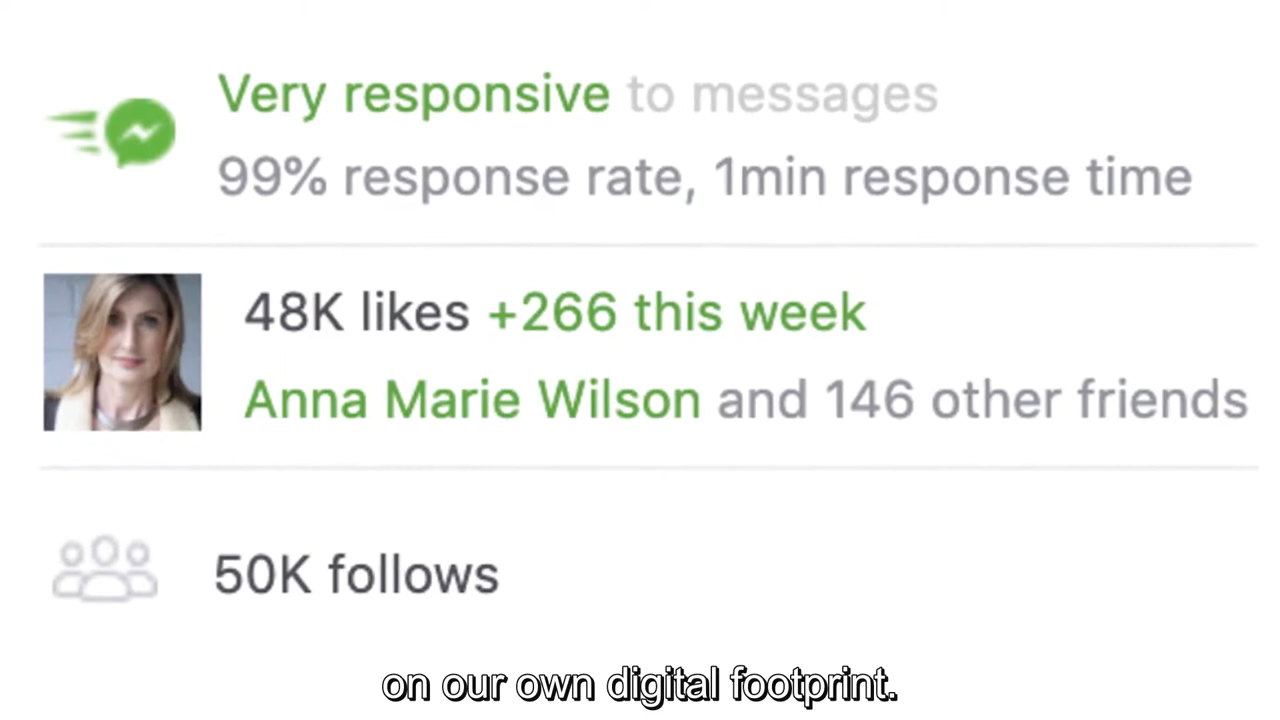 Very responsive to messages
99% response rate, 1min response time
48K likes +266 this week
Anna Marie Wilson and 146 other friends
50K follows
on our own digital footprint.